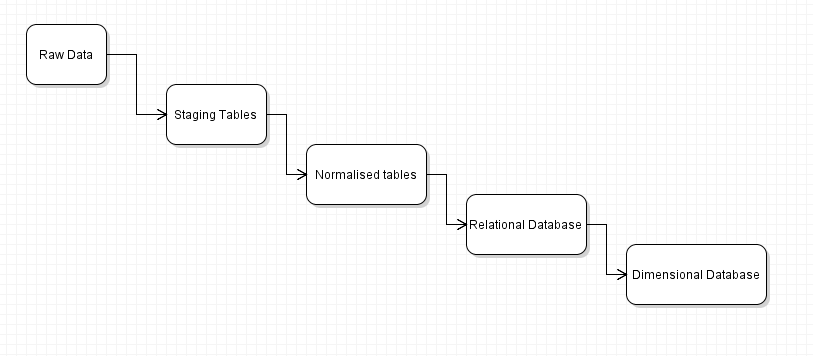 Raw Data
Staging Tables
Normalised tables
Relational Database
Dimensional Database